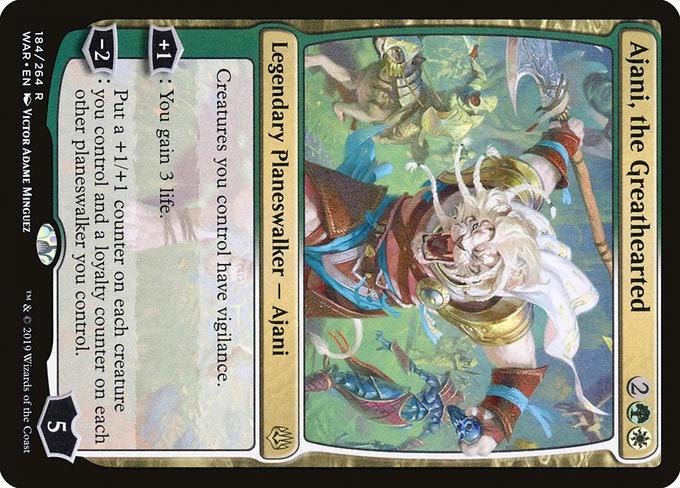 Ajani, the Greathearted 2
Legendary Planeswalker — Ajani
Creatures you control have vigilance.
+1: You gain 3 life.
-2: Put a +1/+1 counter on each creature
you control and a loyalty counter on each
other planeswalker you control.
5
184/264 R
WAR • EN Victor Adame Minguez
™ & © 2019 Wizards of the Coast